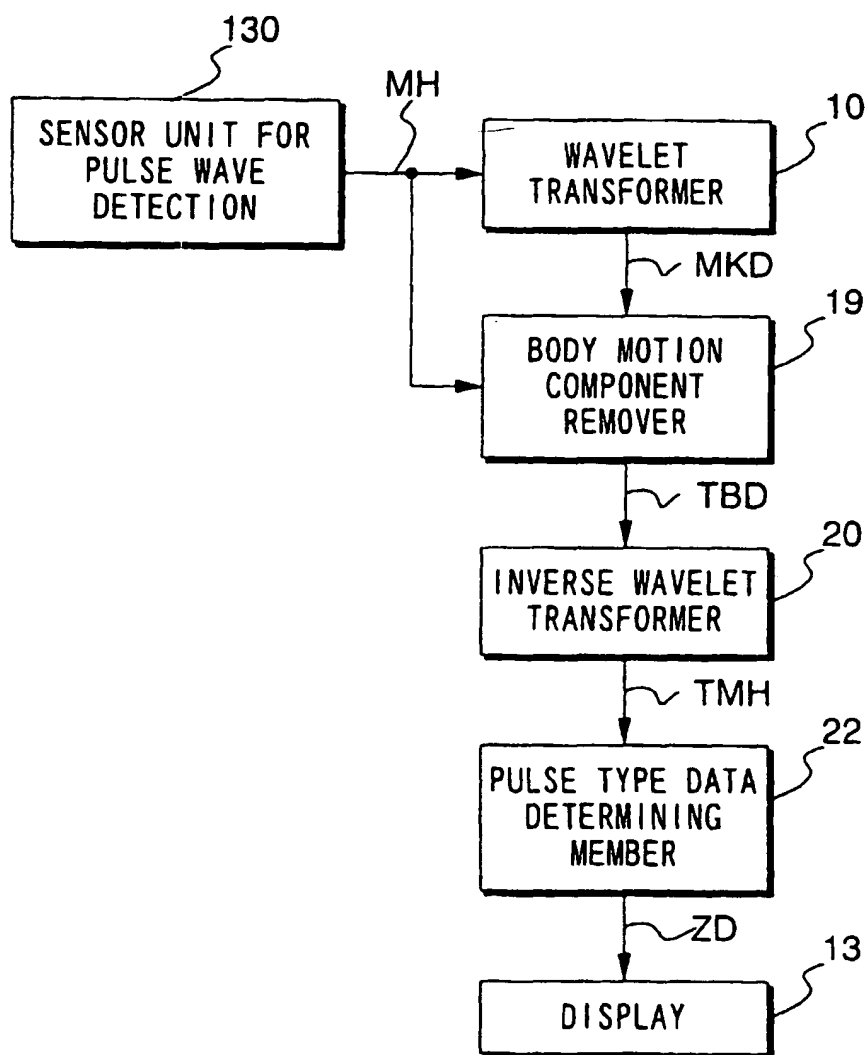 130
SENSOR UNIT FOR
PULSE WAVE
DETECTION
MH
10
WAVELET
TRANSFORMER
MKD
19
BODY MOTION
COMPONENT
REMOVER
TBD
20
INVERSE WAVELET
TRANSFORMER
TMH
22
PULSE TYPE DATA
DETERMINING
MEMBER
ZD
13
DISPLAY